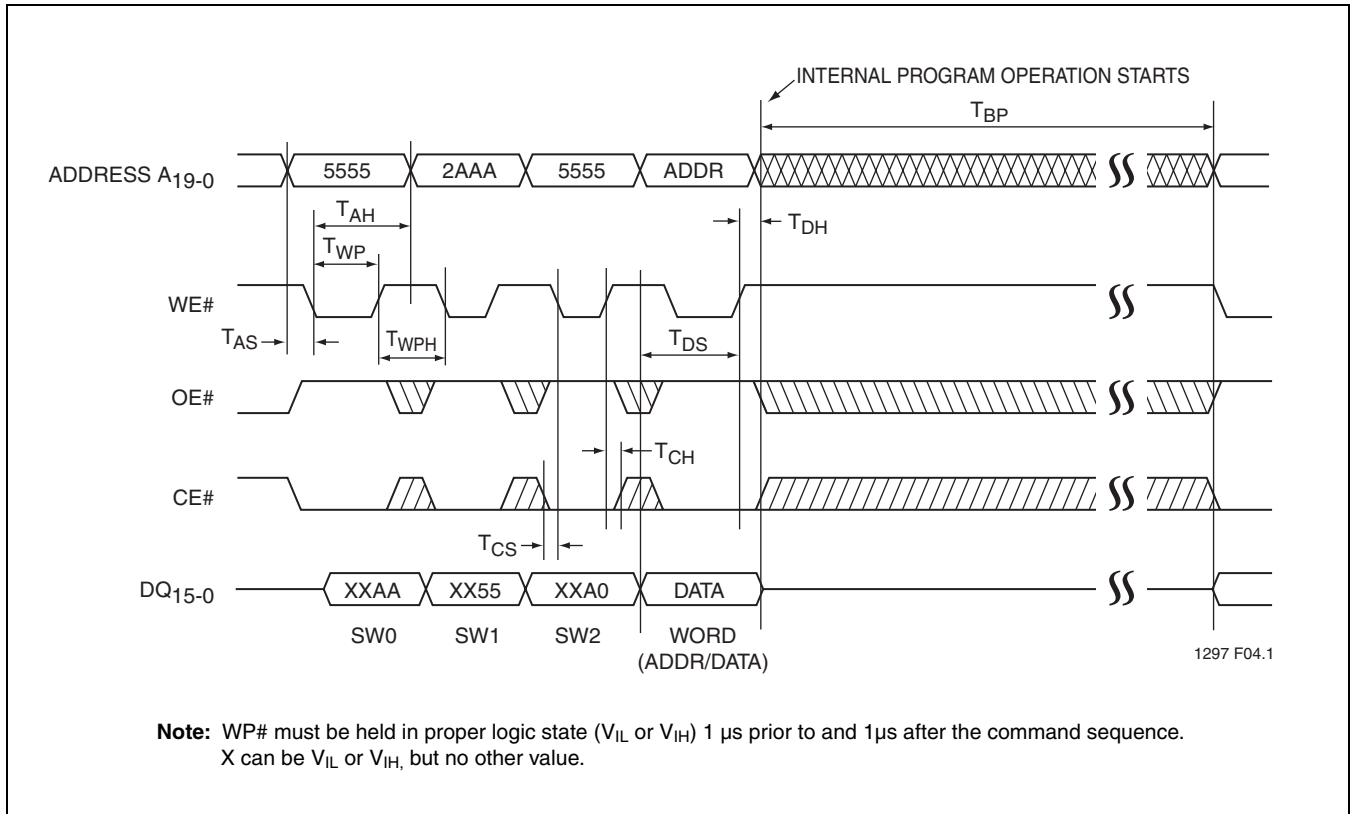 INTERNAL PROGRAM OPERATION STARTS
TBP
ADDRESS A19-0
5555 2AAA 5555 ADDR
TAH
TDH
TWP
WE#
TAS
TWPH
TDS
OE#
TCH
CE#
TCS
DQ15-0
XXAA XX55 XXA0 DATA
SW0 SW1 SW2 WORD
(ADDR/DATA)
1297 F04.1
Note: WP# must be held in proper logic state (VIL or VIH) 1 µs prior to and 1µs after the command sequence.
X can be VIL or VIH, but no other value.